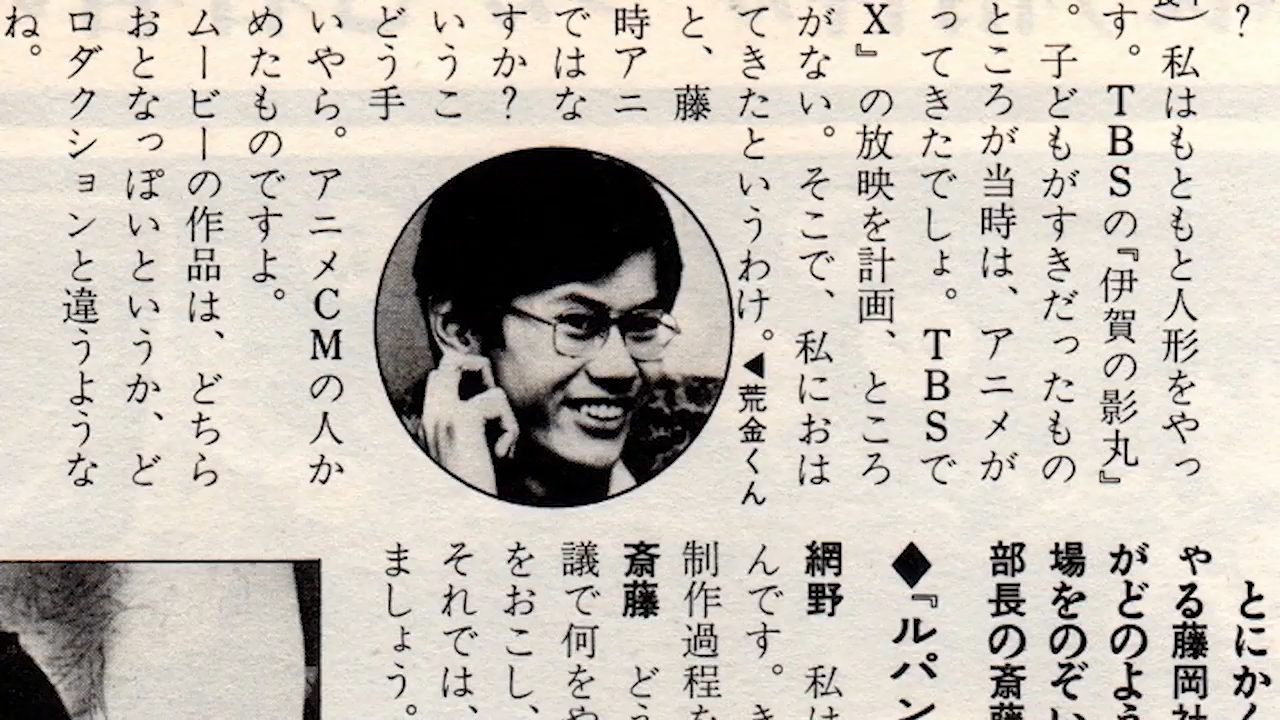 ？
私はもともと人形をやっ
す。TBSの『伊賀の影丸』
。子どもがすきだったもの
ところが当時は、アニメが
ってきたでしょ。TBSで
X』の放映を計画、ところ
がない。そこで、私におは
てきたというわけ。
と、藤
時アニ
ではな
すか？
いうこ
どう手
いやら。アニメCMの人か
めたものですよ。
ムービーの作品は、どちら
おとなっぽいというか、ど
ロダクションと違うような
ね。
◀荒金くん
とにかく
やる藤岡社
がどのよう
場をのぞい
部長の斎藤
◆『ルパン
網野　私は
んです。き
制作過程を
斎藤　どう
議で何をや
をおこし、
それでは、
ましょう。